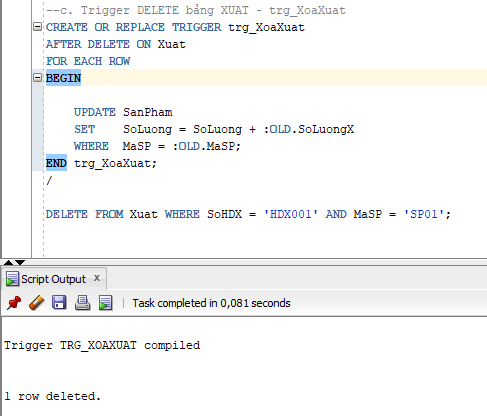 --c. Trigger DELETE bảng XUAT - trg_XoaXuat
CREATE OR REPLACE TRIGGER trg_XoaXuat
AFTER DELETE ON Xuat
FOR EACH ROW
BEGIN
UPDATE SanPham
SET SoLuong = SoLuong + :OLD.SoLuongX
WHERE MaSP = :OLD.MaSP;
END trg_XoaXuat;
/
DELETE FROM Xuat WHERE SoHDX = 'HDX001' AND MaSP = 'SP01';
Script Output x
Task completed in 0,081 seconds
Trigger TRG_XOAXUAT compiled
1 row deleted.